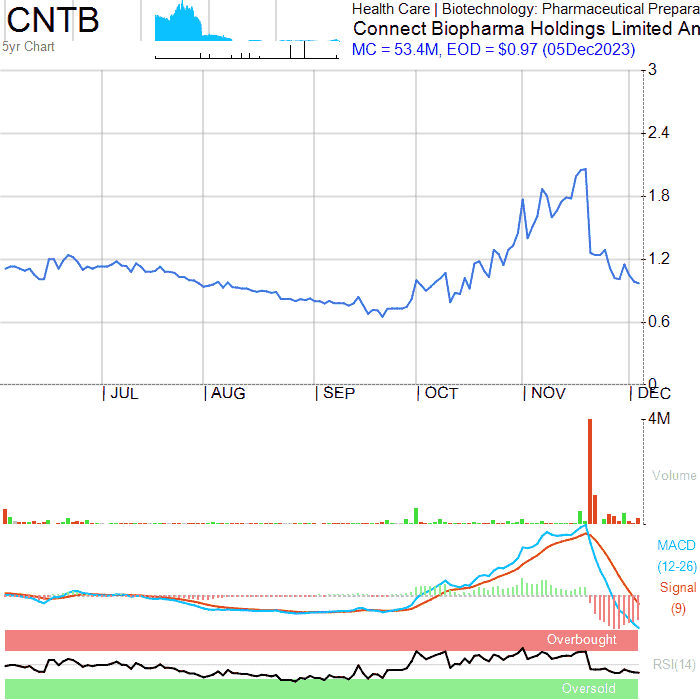 CNTB
5yr Chart
Health Care | Biotechnology: Pharmaceutical Prepara
Connect Biopharma Holdings Limited An
MC = 53.4M, EOD = $0.97 (05Dec2023)
3
2.4
1.8
1.2
0.6
0
JUL
AUG
SEP
OCT
NOV
DEC
4M
Volume
MACD
(12-26)
Signal
(9)
Overbought
RSI(14)
Oversold